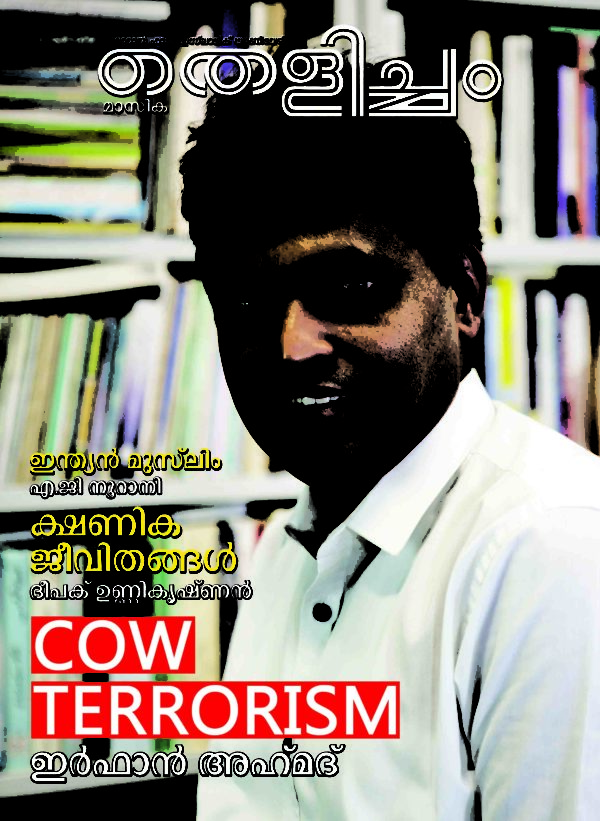 തെളിച്ചം
മാസിക
ഇന്ത്യൻ മുസ്‌ലിം
എ.ജി നൂറാനി
ക്ഷണിക
ജീവിതങ്ങൾ
ദീപക് ഉണ്ണികൃഷ്ണൻ
COW
TERRORISM
ഇർഫാൻ അഹ്‌മദ്